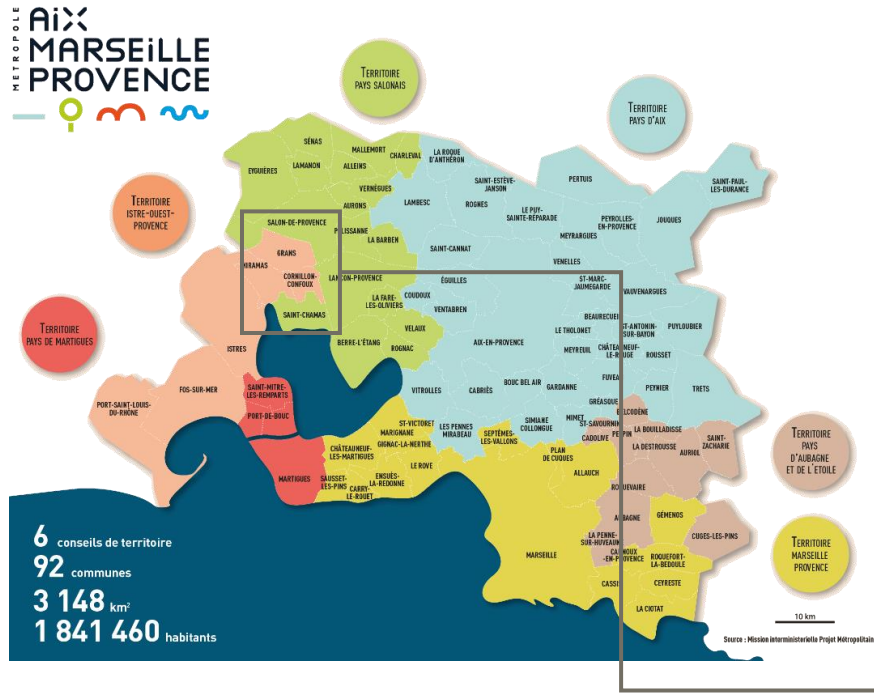 MÉTROPOLE
AiX
MARSEiLLE
PROVENCE
TERRITOIRE
PAYS SALONAIS
TERRITOIRE
PAYS D'AIX
TERRITOIRE
ISTRE-OUEST-
PROVENCE
TERRITOIRE
PAYS DE MARTIGUES
TERRITOIRE
PAYS
D'AUBAGNE
ET DE L'ETOILE
TERRITOIRE
MARSEILLE
PROVENCE
SÉNAS
MALLEMORT
CHARLEVAL
LA ROQUE
D'ANTHÉRON
EYGUIÈRES
LAMANON
ALLEINS
VERNÈGUES
SAINT-ESTÈVE-
JANSON
PERTUIS
SAINT-PAUL-
LES-DURANCE
AURONS
LAMBESC
ROGNES
LE PUY-
SAINTE-RÉPARADE
PEYROLLES-
EN-PROVENCE
JOUQUES
MEYRARGUES
SALON-DE-PROVENCE
PÉLISSANNE
LA BARBEN
SAINT-CANNAT
VENELLES
GRANS
MIRAMAS
CORNILLON-
CONFOUX
LANÇON-PROVENCE
ÉGUILLES
ST-MARC-
JAUMEGARDE
VAUVENARGUES
SAINT-CHAMAS
LA FARE-
LES-OLIVIERS
COUDOUX
VENTABREN
BEAURECUEIL
VELAUX
LE THOLONET
ST-ANTONIN-
SUR-BAYON
PUYLOUBIER
ISTRES
BERRE-L'ÉTANG
ROGNAC
AIX-EN-PROVENCE
MEYREUIL
CHÂTEAUNEUF-
LE-ROUGE
ROUSSET
FOS-SUR-MER
SAINT-MITRE-
LES-REMPARTS
VITROLLES
CABRIÈS
BOUC BEL AIR
GARDANNE
FUVEAU
PEYNIER
TRETS
PORT-SAINT-LOUIS-
DU-RHÔNE
PORT-DE-BOUC
GRÉASQUE
BELCODÈNE
ST-VICTORET
MARIGNANE
GIGNAC-LA-NERTHE
LES PENNES
MIRABEAU
SEPTÈMES-
LES-VALLONS
SIMIANE
COLLONGUE
MIMET
ST-SAVOURNIN
CADOLIVE
PEYPIN
LA BOUILLADISSE
LA DESTROUSSE
AURIOL
SAINT-
ZACHARIE
CHÂTEAUNEUF-
LES-MARTIGUES
LE ROVE
PLAN
DE CUQUES
ALLAUCH
MARTIGUES
SAUSSET-
LES-PINS
CARRY-
LE-ROUET
ENSUÈS-
LA-REDONNE
ROQUEVAIRE
AUBAGNE
GÉMENOS
LA PENNE-
SUR-HUVEAUNE
CUGES-LES-PINS
MARSEILLE
CARNOUX
-EN-PROVENCE
ROQUEFORT-
LA-BEDOULE
CASSIS
CEYRESTE
LA CIOTAT
6 conseils de territoire
92 communes
3 148 km²
1 841 460 habitants
10 km
Source : Mission interministerielle Projet Métropolitain